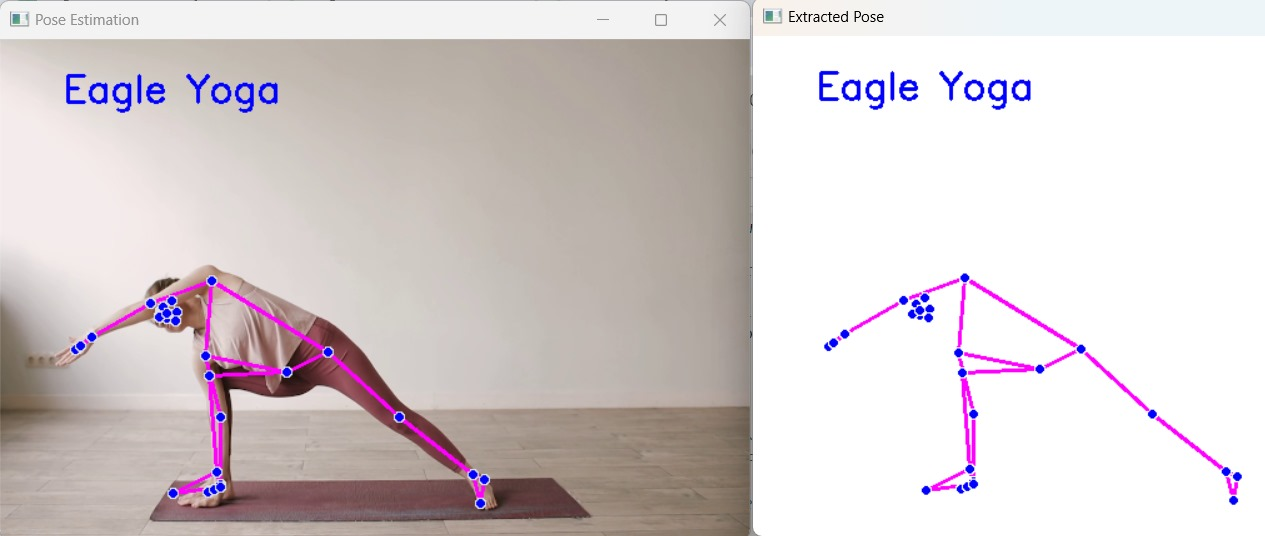 Pose Estimation
Extracted Pose
Eagle Yoga
Eagle Yoga